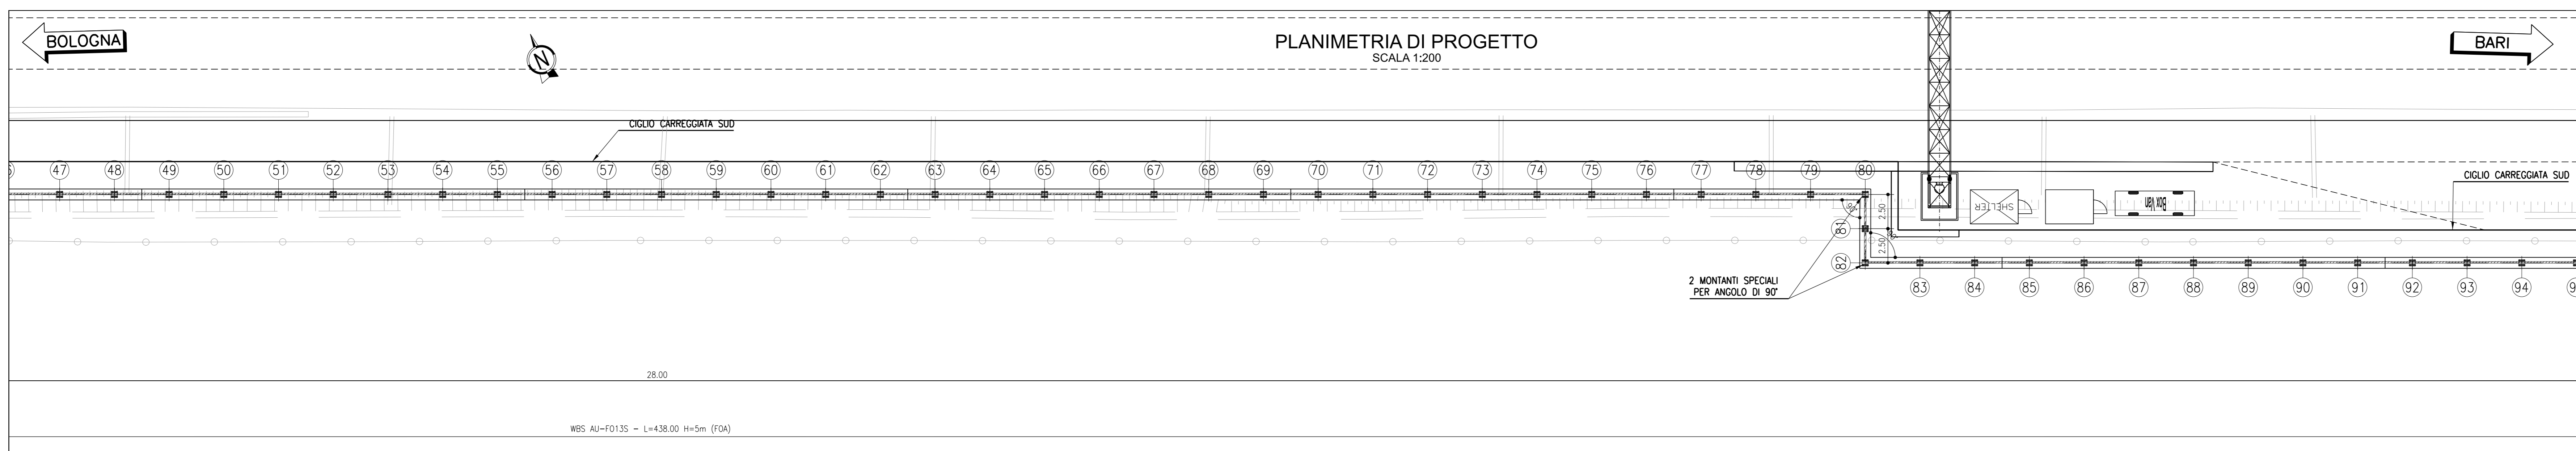 BOLOGNA
N
PLANIMETRIA DI PROGETTO
SCALA 1:200
BARI
CIGLIO CARREGGIATA SUD
47 48 49 50 51 52 53 54 55 56 57 58 59 60 61 62 63 64 65 66 67 68 69 70 71 72 73 74 75 76 77 78 79 80
CIGLIO CARREGGIATA SUD
SHELTER
Box Van
2.50
81
2.50
82
2 MONTANTI SPECIALI
PER ANGOLO DI 90°
83 84 85 86 87 88 89 90 91 92 93 94
28.00
WBS AU-FO13S - L=438.00 H=5m (FOA)